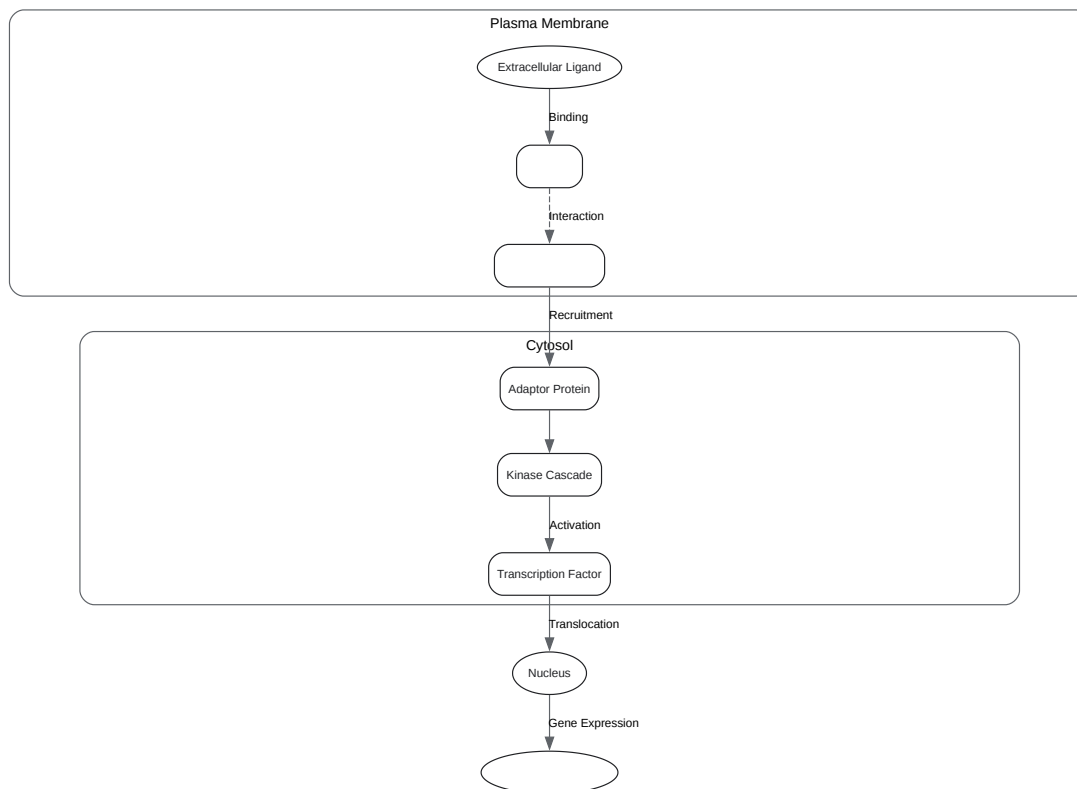 Plasma Membrane
Extracellular Ligand
Binding
Interaction
Recruitment
Cytosol
Adaptor Protein
Kinase Cascade
Activation
Transcription Factor
Translocation
Nucleus
Gene Expression